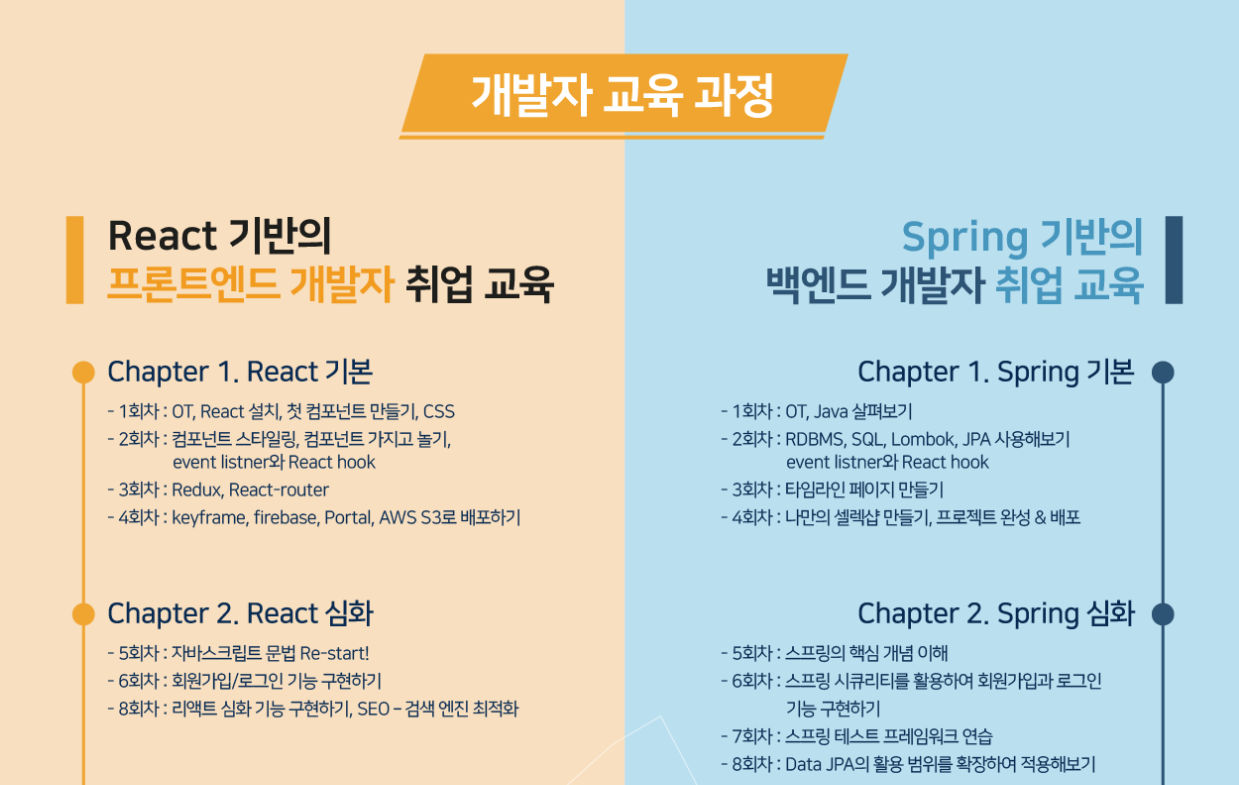 개발자 교육 과정
React 기반의
프론트엔드 개발자 취업 교육
Chapter 1. React 기본
- 1회차 : OT, React 설치, 첫 컴포넌트 만들기, CSS
- 2회차 : 컴포넌트 스타일링, 컴포넌트 가지고 놀기,
event listner와 React hook
- 3회차 : Redux, React-router
- 4회차 : keyframe, firebase, Portal, AWS S3로 배포하기
Chapter 2. React 심화
- 5회차 : 자바스크립트 문법 Re-start!
- 6회차 : 회원가입/로그인 기능 구현하기
- 8회차 : 리액트 심화 기능 구현하기, SEO – 검색 엔진 최적화
Spring 기반의
백엔드 개발자 취업 교육
Chapter 1. Spring 기본
- 1회차 : OT, Java 살펴보기
- 2회차 : RDBMS, SQL, Lombok, JPA 사용해보기
event listner와 React hook
- 3회차 : 타임라인 페이지 만들기
- 4회차 : 나만의 셀렉샵 만들기, 프로젝트 완성 & 배포
Chapter 2. Spring 심화
- 5회차 : 스프링의 핵심 개념 이해
- 6회차 : 스프링 시큐리티를 활용하여 회원가입과 로그인
기능 구현하기
- 7회차 : 스프링 테스트 프레임워크 연습
- 8회차 : Data JPA의 활용 범위를 확장하여 적용해보기